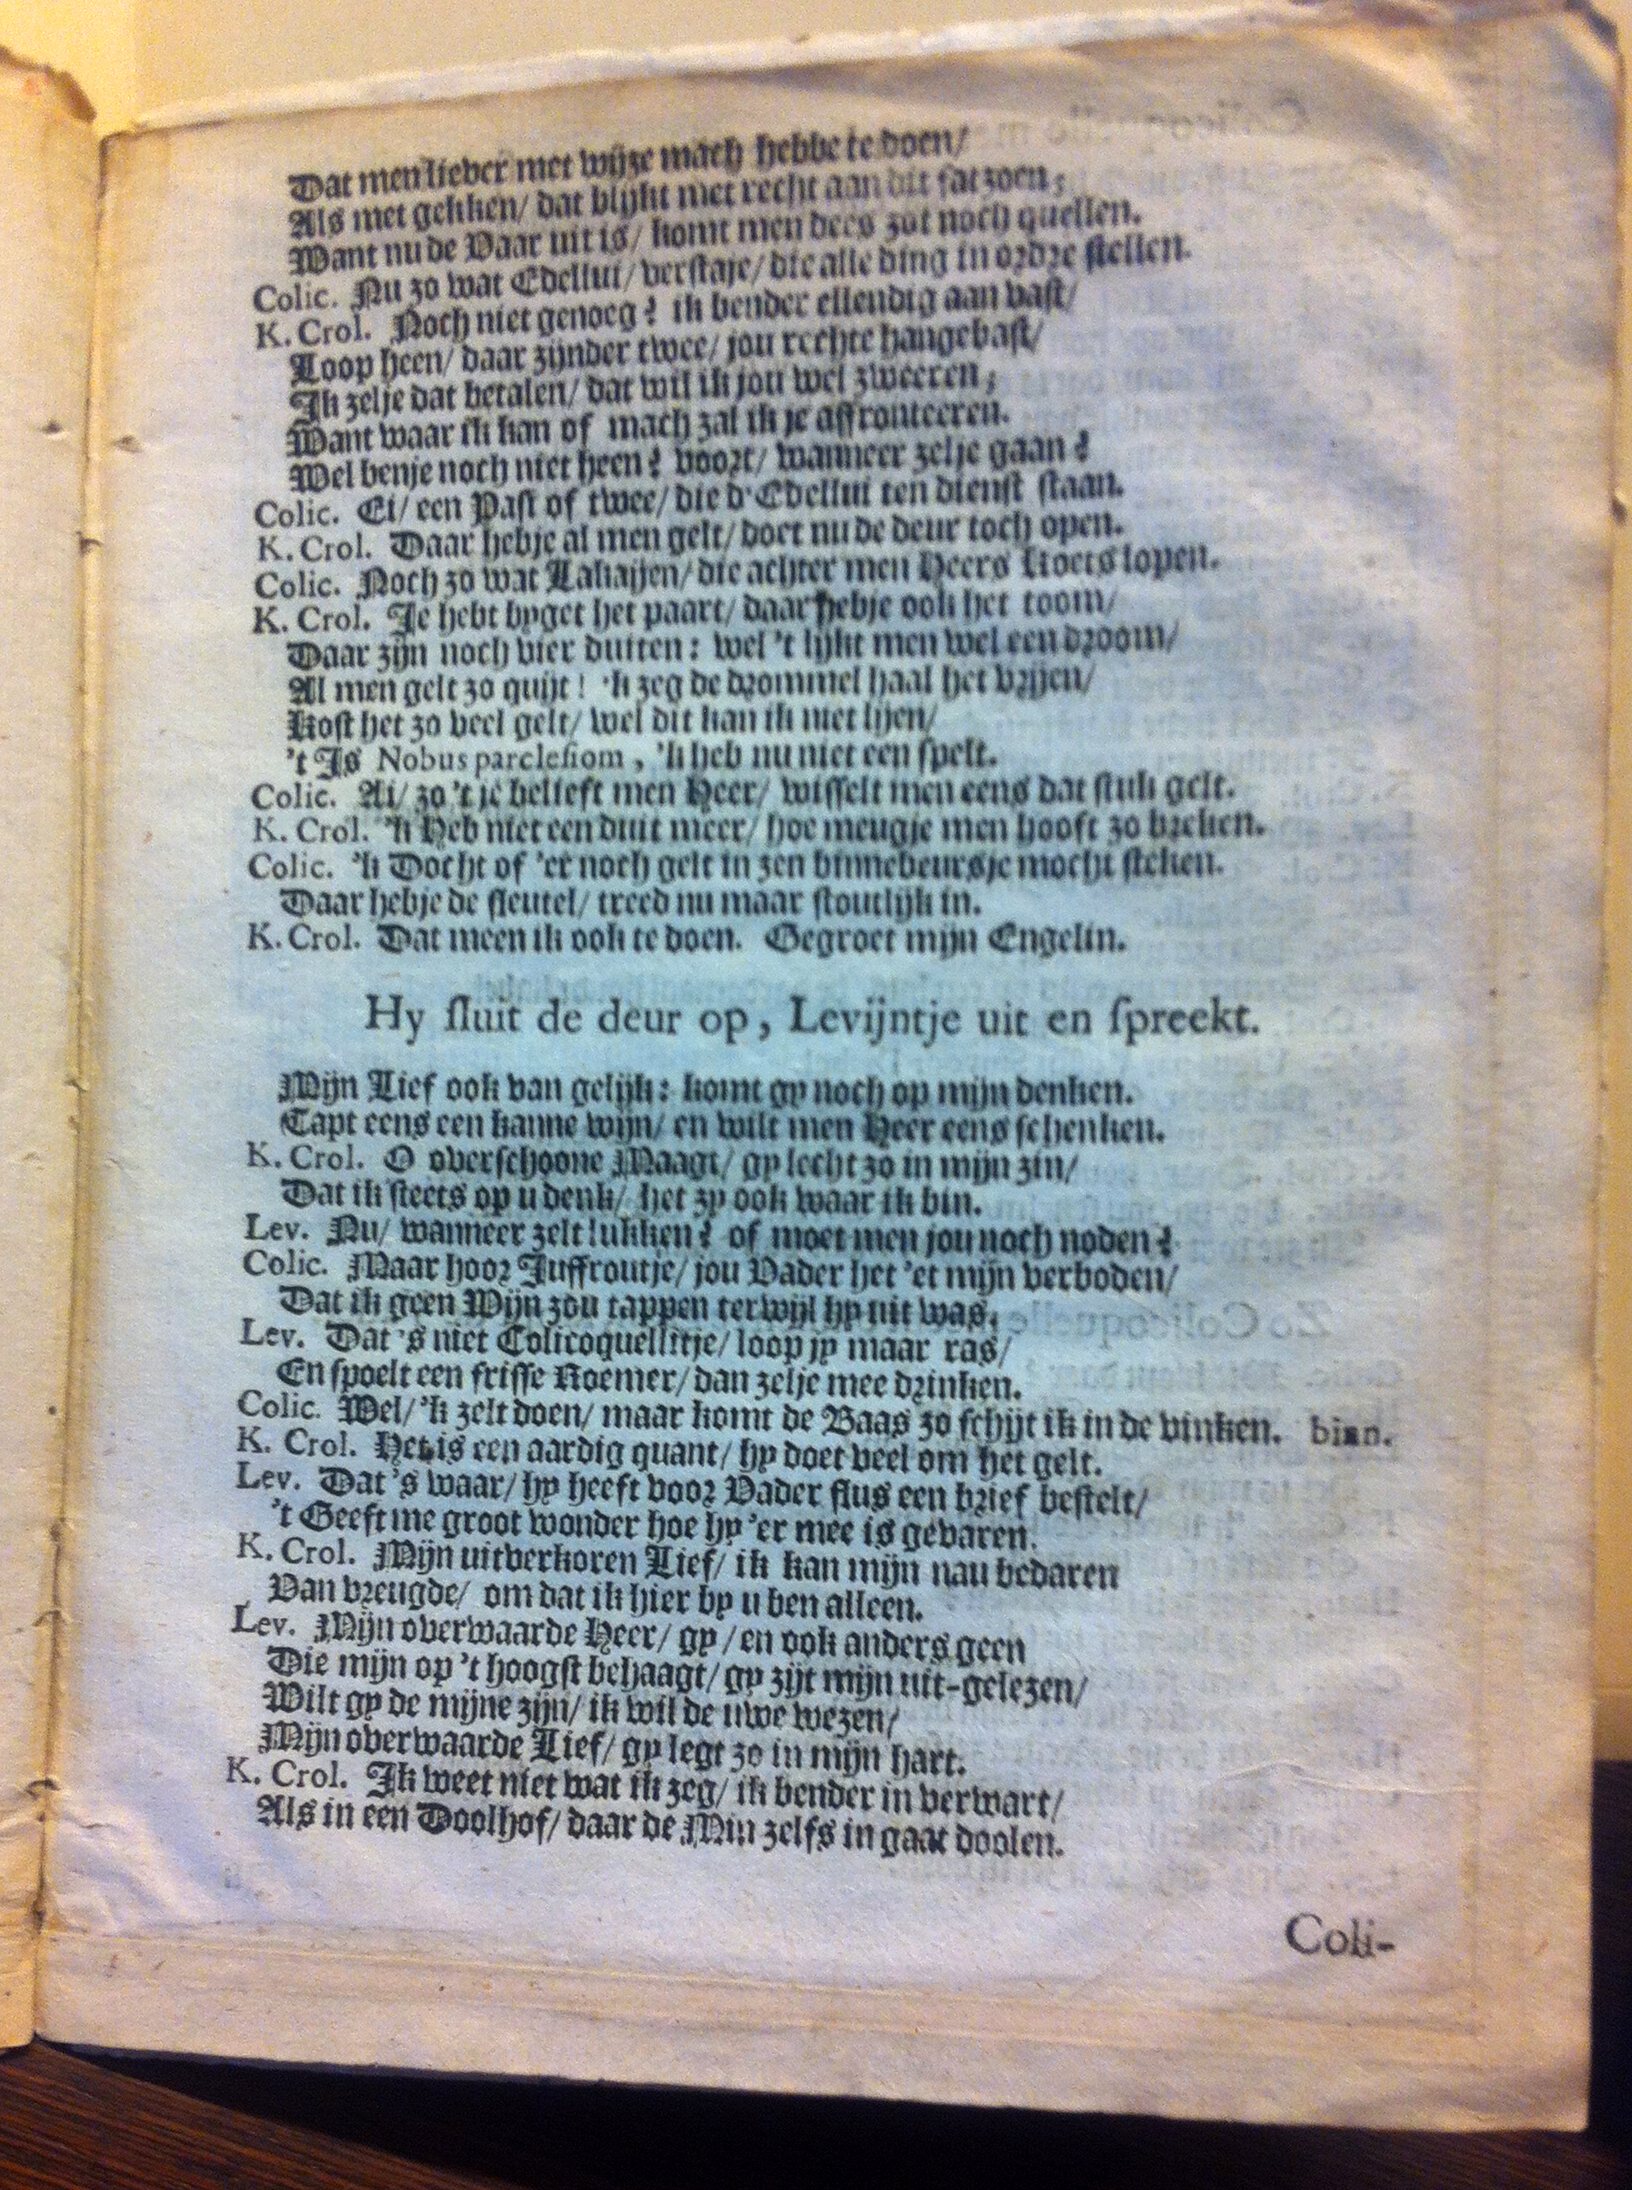 Dat men liever met wijze mach hebbe te doen/
Als met gekken/ dat blijkt met recht aan dit fatzoen;
Want nu de Vaar uit is/ komt men dees zot noch quellen.
Colic. Nu zo wat Edellui/ verstaje/ die alle ding in ordre stellen.
K. Crol. Noch niet genoeg? ik bender ellendig aan vast/
Loop heen/ daar zijnder twee/ jou rechte hangebast/
Ik zelje dat betalen/ dat wil ik jou wel zweeren;
Want waar ik kan of mach zal ik je affronteeren.
Wel benje noch niet heen? voort/ wanneer zelje gaan?
Colic. Ei/ een Past of twee/ die d'Edellui ten dienst staan.
K. Crol. Daar hebje al men gelt/ doet nu de deur toch open.
Colic. Noch zo wat Lakaijen/ die achter men Heers Koets lopen.
K. Crol. Je hebt byget het paart/ daar hebje ook het toom/
Daar zijn noch vier duiten: wel 't lijkt men wel een droom/
Al men gelt zo quijt! 'k zeg de drommel haal het vrijen/
Kost het zo veel gelt/ wel dit kan ik niet lijen/
't Is Nobus parclesiom, 'k heb nu niet een spelt.
Colic. Ai/ zo 't je belieft men Heer/ wisselt men eens dat stuk gelt.
K. Crol. 'k Heb niet een duit meer/ hoe meugje men hooft zo breken.
Colic. 'k Docht of 'er noch gelt in zen binnebeursje mocht steken.
Daar hebje de sleutel/ treed nu maar stoutlijk in.
K. Crol. Dat meen ik ook te doen. Gegroet mijn Engelin.
Hy sluit de deur op, Levijntje uit en spreekt.
Mijn Lief ook van gelijk: komt gy noch op mijn denken.
Tapt eens een kanne wijn/ en wilt men Heer eens schenken.
K. Crol. O overschoone Maagt/ gy lecht zo in mijn zin/
Dat ik steets op u denk/ het zy ook waar ik bin.
Lev. Nu/ wanneer zelt lukken? of moet men jou noch noden?
Colic. Maar hoor Juffroutje/ jou Vader het 'et mijn verboden/
Dat ik geen Wijn zou tappen terwijl hy uit was.
Lev. Dat 's niet Colicoquellitje/ loop jy maar ras/
En spoelt een frisse Roemer/ dan zelje mee drinken.
Colic. Wel/ 'k zelt doen/ maar komt de Baas zo schijt ik in de vinken. binn.
K. Crol. Het is een aardig quant/ hy doet veel om het gelt.
Lev. Dat 's waar/ hy heeft voor Vader flus een brief bestelt/
't Geeft me groot wonder hoe hy 'er mee is gevaren.
K. Crol. Mijn uitverkoren Lief/ ik kan mijn nau bedaren
Van vreugde/ om dat ik hier by u ben alleen.
Lev. Mijn overwaarde Heer/ gy / en ook anders geen
Die mijn op 't hoogst behaagt/ gy zijt mijn uit-gelezen/
Wilt gy de mijne zijn/ ik wil de uwe wezen/
Mijn overwaarde Lief/ gy legt zo in mijn hart.
K. Crol. Ik weet niet wat ik zeg/ ik bender in verwart/
Als in een Doolhof/ daar de Min zelfs in gaat doolen.
Coli-